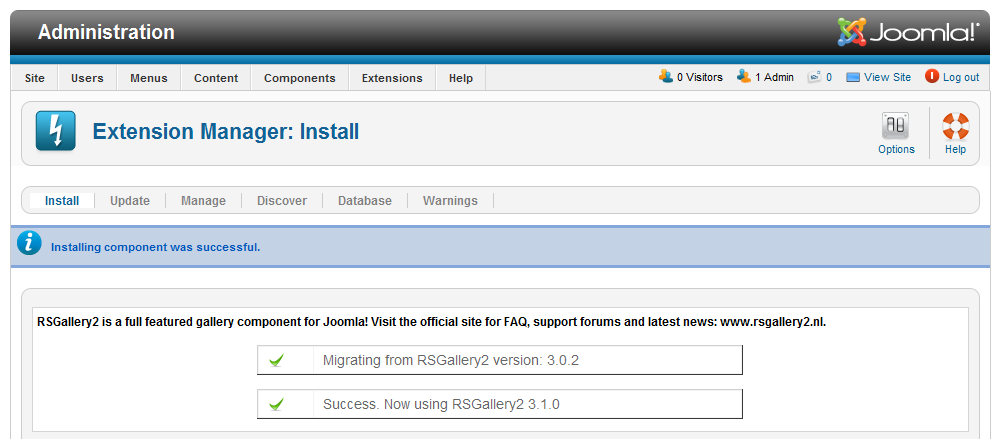 Administration
Joomla!®
Site Users Menus Content Components Extensions Help 0 Visitors 1 Admin 0 View Site Log out
Extension Manager: Install
Options Help
Install Update Manage Discover Database Warnings
Installing component was successful.
RSGallery2 is a full featured gallery component for Joomla! Visit the official site for FAQ, support forums and latest news: www.rsgallery2.nl.
Migrating from RSGallery2 version: 3.0.2
Success. Now using RSGallery2 3.1.0